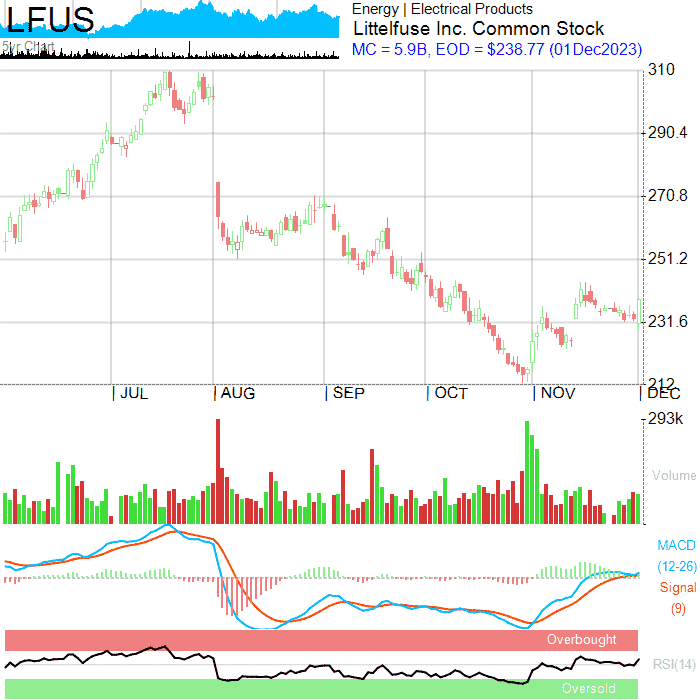 LFUS
5yr Chart
Energy | Electrical Products
Littelfuse Inc. Common Stock
MC = 5.9B, EOD = $238.77 (01Dec2023)
310
290.4
270.8
251.2
231.6
212
JUL
AUG
SEP
OCT
NOV
DEC
293k
Volume
MACD
(12-26)
Signal
(9)
Overbought
RSI(14)
Oversold